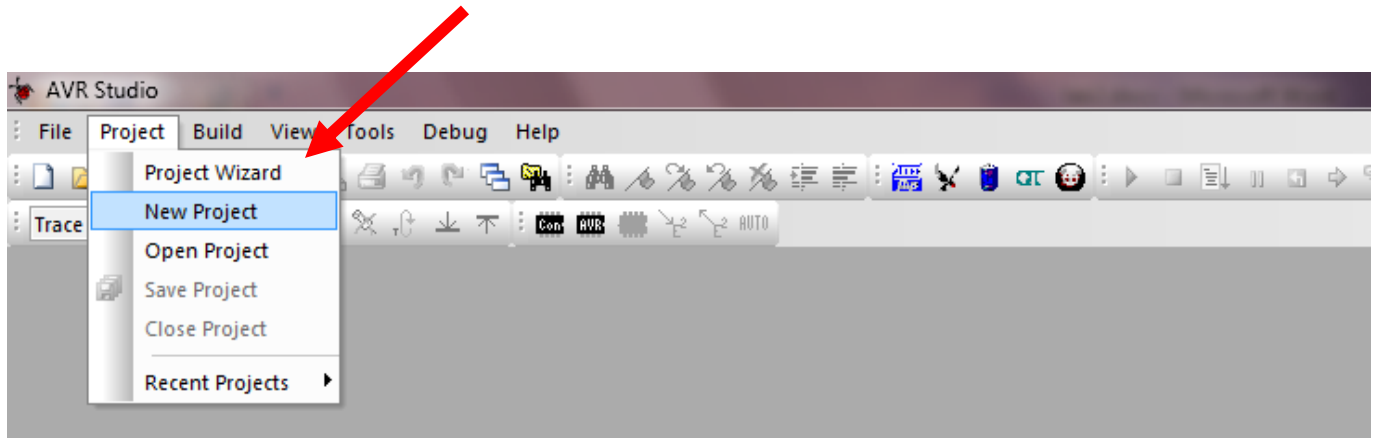 AVR Studio
File Project Build View Tools Debug Help
Project Wizard
New Project
Trace
Con AVR AUTO
Open Project
Save Project
Close Project
Recent Projects